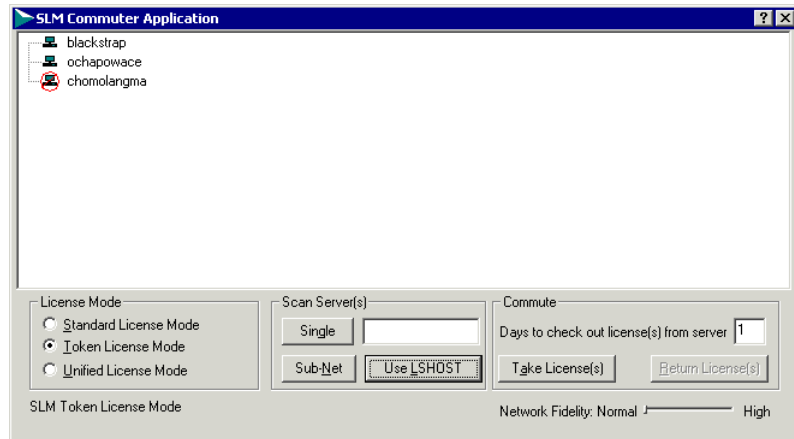 SLM Commuter Application
blackstrap
ochapowace
chomolangma
License Mode
Standard License Mode
Token License Mode
Unified License Mode
Scan Server(s)
Single
Sub-Net
Use LSHOST
Commute
Days to check out license(s) from server 1
Take License(s)
Return License(s)
SLM Token License Mode
Network Fidelity: Normal
High